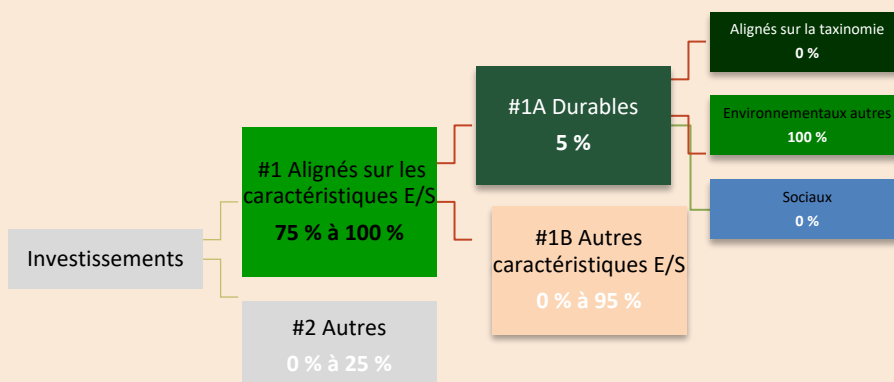 Investissements
#1 Alignés sur les
caractéristiques E/S
75 % à 100 %
#2 Autres
0 % à 25 %
#1A Durables
5 %
#1B Autres
caractéristiques E/S
0 % à 95 %
Alignés sur la taxinomie
0 %
Environnementaux autres
100 %
Sociaux
0 %